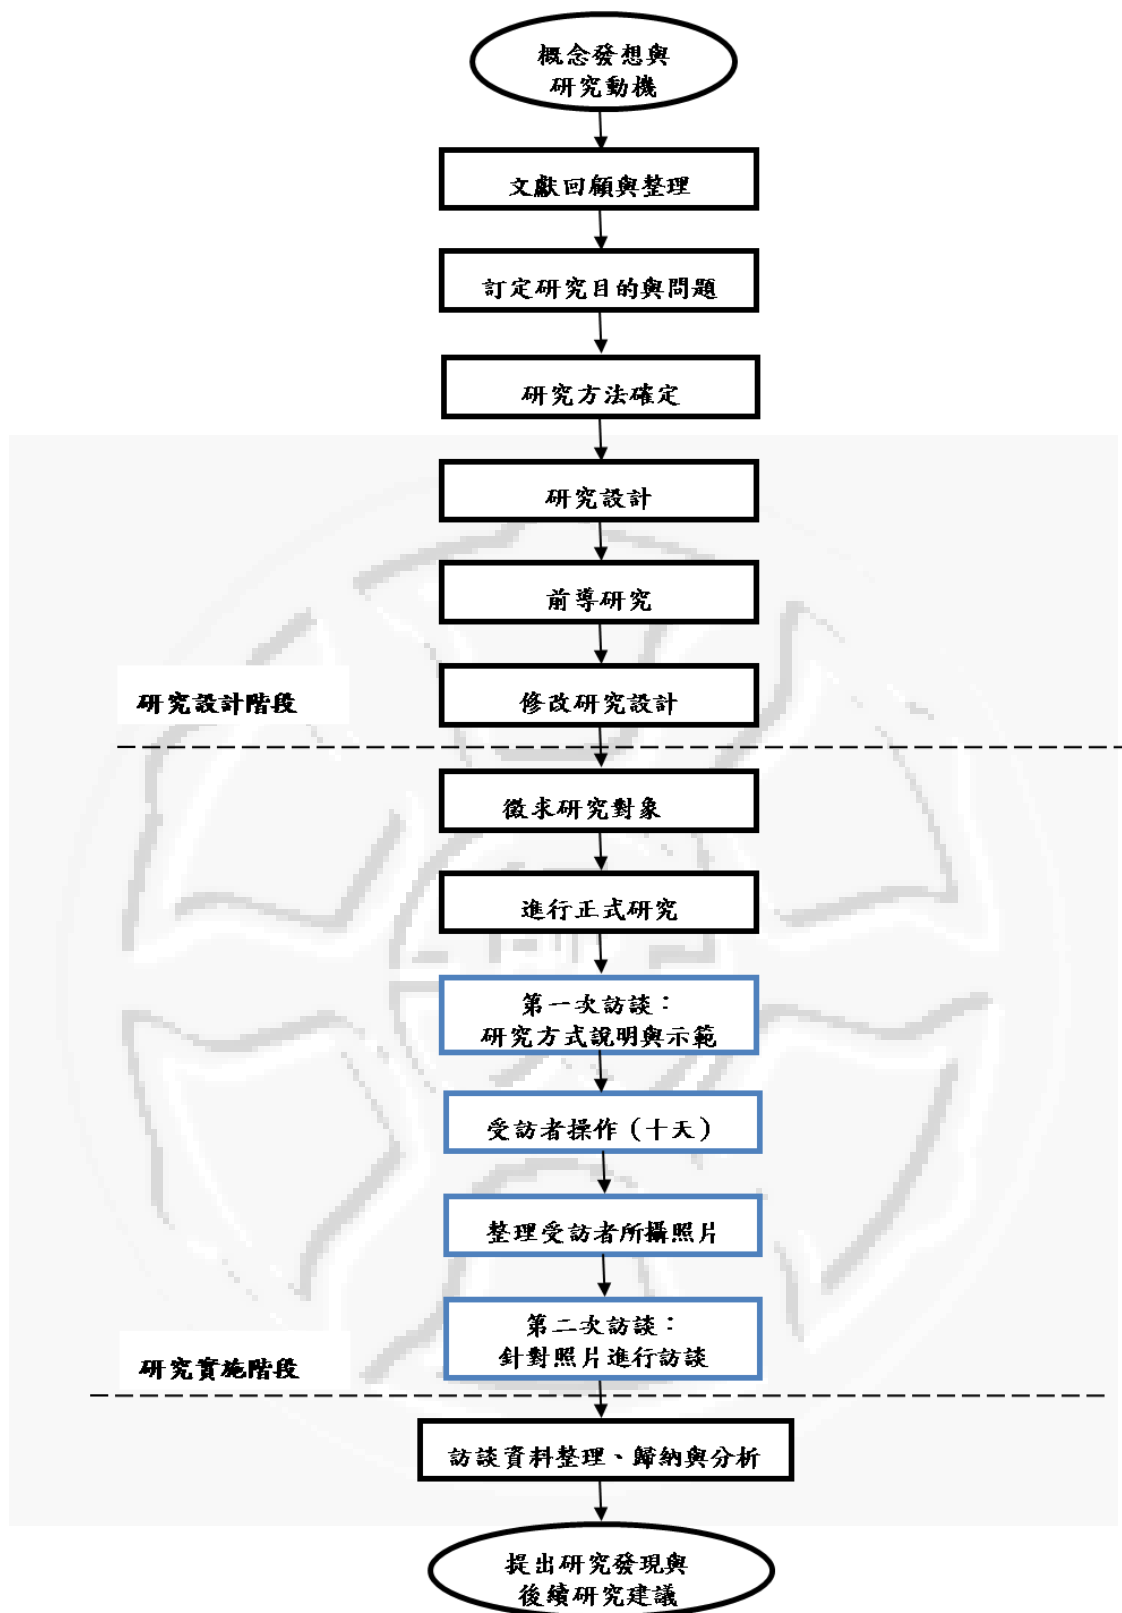 概念發想與
研究動機
文獻回顧與整理
訂定研究目的與問題
研究方法確定
研究設計
前導研究
修改研究設計
研究設計階段
徵求研究對象
進行正式研究
第一次訪談：
研究方式說明與示範
受訪者操作（十天）
整理受訪者所攝照片
第二次訪談：
針對照片進行訪談
研究實施階段
訪談資料整理、歸納與分析
提出研究發現與
後續研究建議